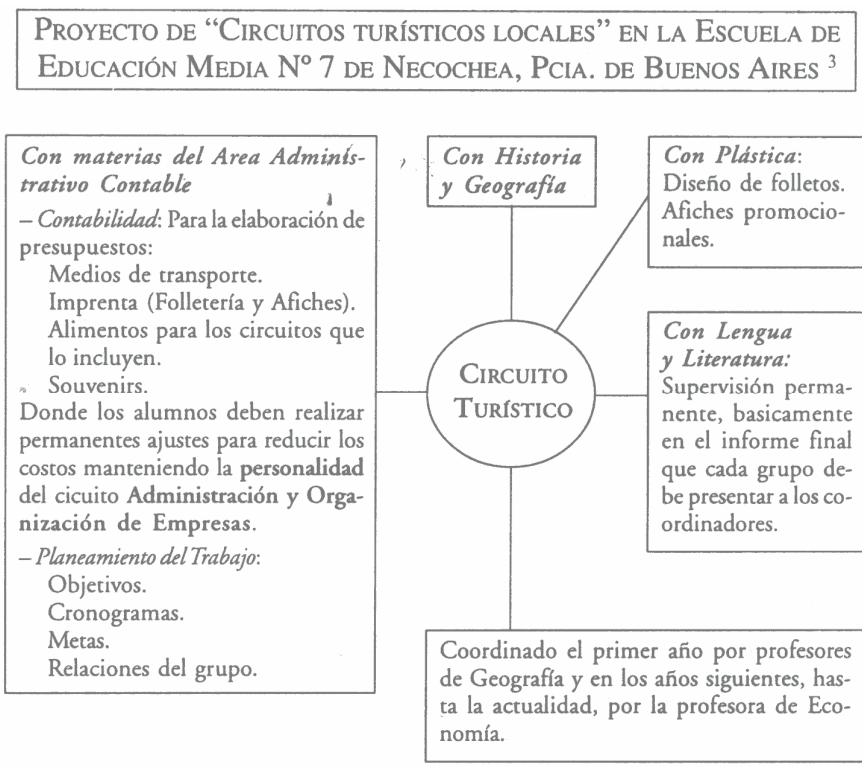 PROYECTO DE “CIRCUITOS TURÍSTICOS LOCALES” EN LA ESCUELA DE
EDUCACIÓN MEDIA Nº 7 DE NECOCHEA, PCIA. DE BUENOS AIRES ³
Con materias del Area Adminis-
trativo Contable
– Contabilidad: Para la elaboración de
presupuestos:
Medios de transporte.
Imprenta (Folletería y Afiches).
Alimentos para los circuitos que
lo incluyen.
Souvenirs.
Donde los alumnos deben realizar
permanentes ajustes para reducir los
costos manteniendo la personalidad
del cicuito Administración y Orga-
nización de Empresas.
– Planeamiento del Trabajo:
Objetivos.
Cronogramas.
Metas.
Relaciones del grupo.
Con Historia
y Geografía
Con Plástica:
Diseño de folletos.
Afiches promocio-
nales.
CIRCUITO
TURÍSTICO
Con Lengua
y Literatura:
Supervisión perma-
nente, basicamente
en el informe final
que cada grupo de-
be presentar a los co-
ordinadores.
Coordinado el primer año por profesores
de Geografía y en los años siguientes, has-
ta la actualidad, por la profesora de Eco-
nomía.